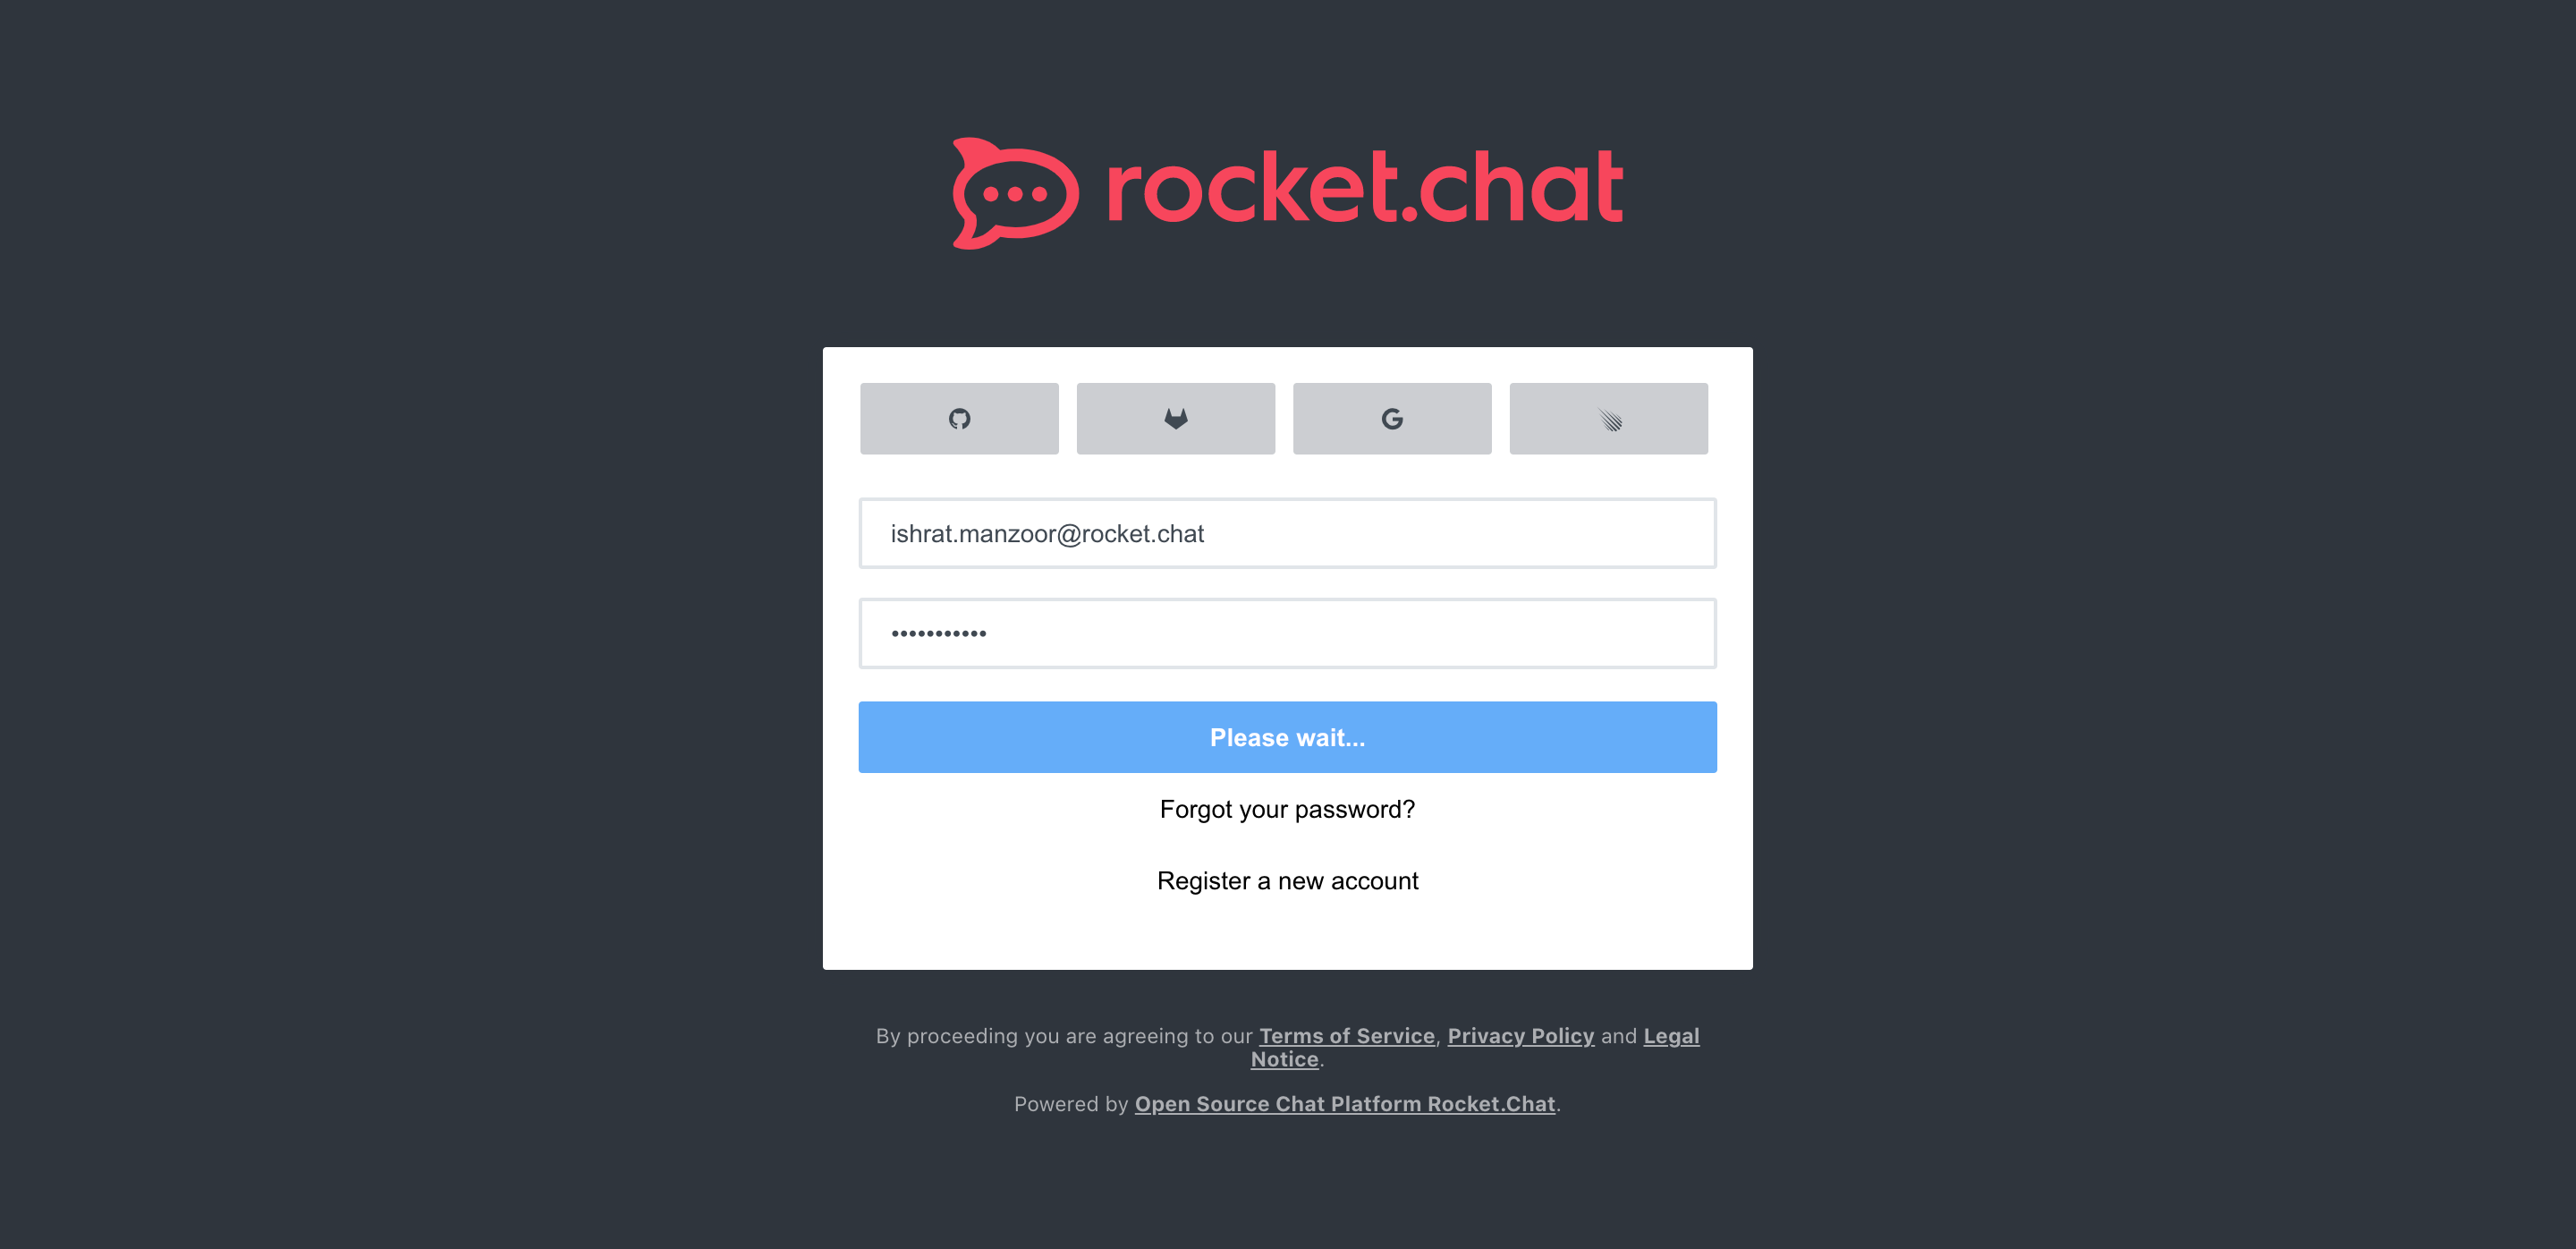 rocket.chat
ishrat.manzoor@rocket.chat
•••••••••••
Please wait...
Forgot your password?
Register a new account
By proceeding you are agreeing to our Terms of Service, Privacy Policy and Legal
Notice.
Powered by Open Source Chat Platform Rocket.Chat.